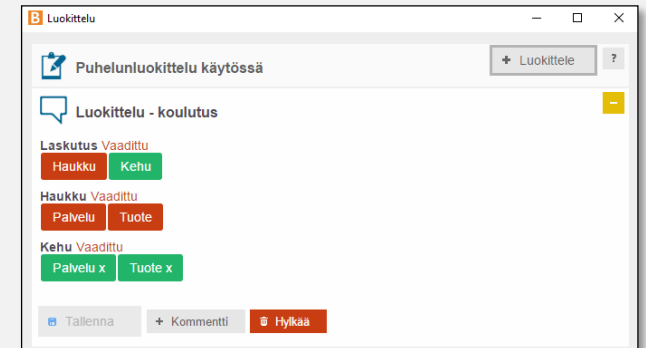 B Luokittelu
Puhelunluokittelu käytössä
+ Luokittele ?
Luokittelu - koulutus
Laskutus Vaadittu
Haukku Kehu
Haukku Vaadittu
Palvelu Tuote
Kehu Vaadittu
Palvelu x Tuote x
Tallenna + Kommentti Hylkää